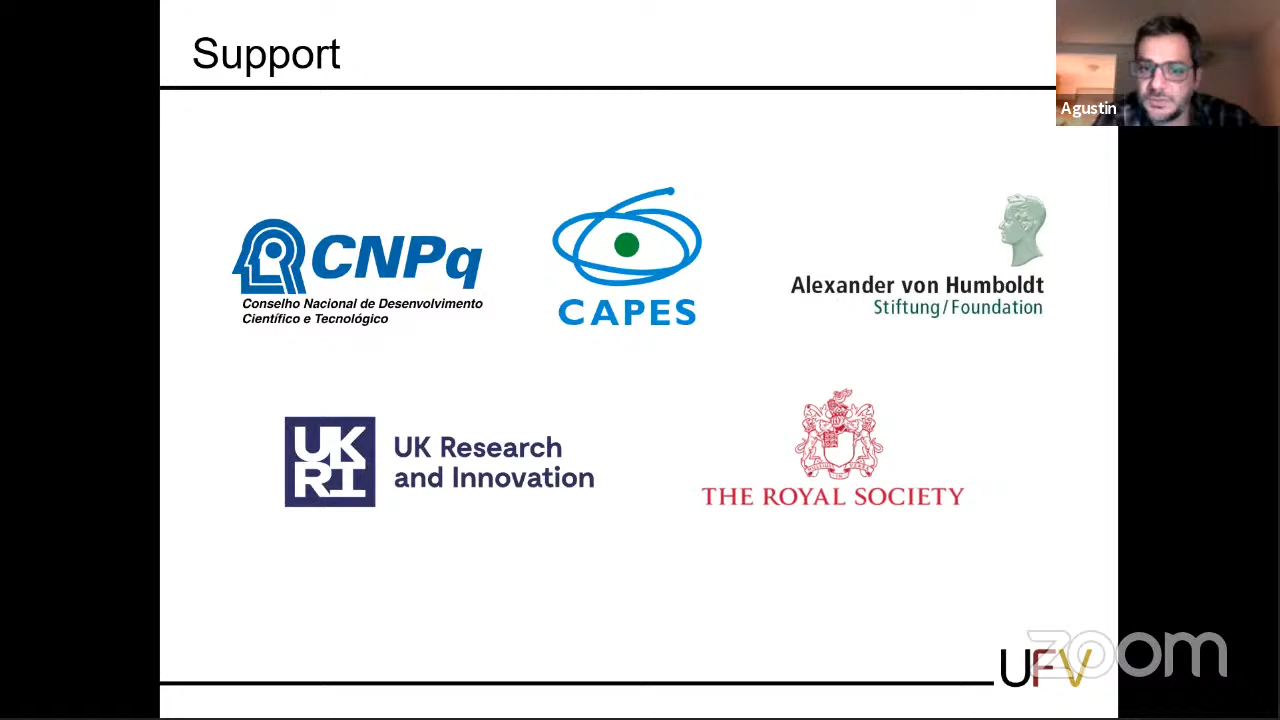 Support
Agustin
CNPq
Conselho Nacional de Desenvolvimento
Científico e Tecnológico
CAPES
Alexander von Humboldt
Stiftung/Foundation
UK
RI
UK Research
and Innovation
THE ROYAL SOCIETY
UFV
zoom